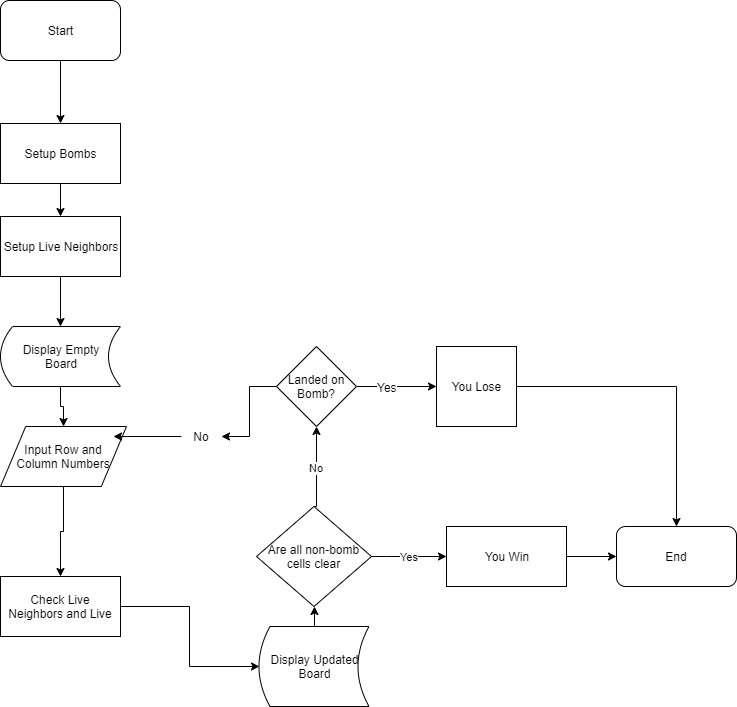 Start
Setup Bombs
Setup Live Neighbors
Display Empty
Board
Landed on
Bomb?
Yes
You Lose
No
Input Row and
Column Numbers
No
Are all non-bomb
cells clear
Yes
You Win
End
Check Live
Neighbors and Live
Display Updated
Board